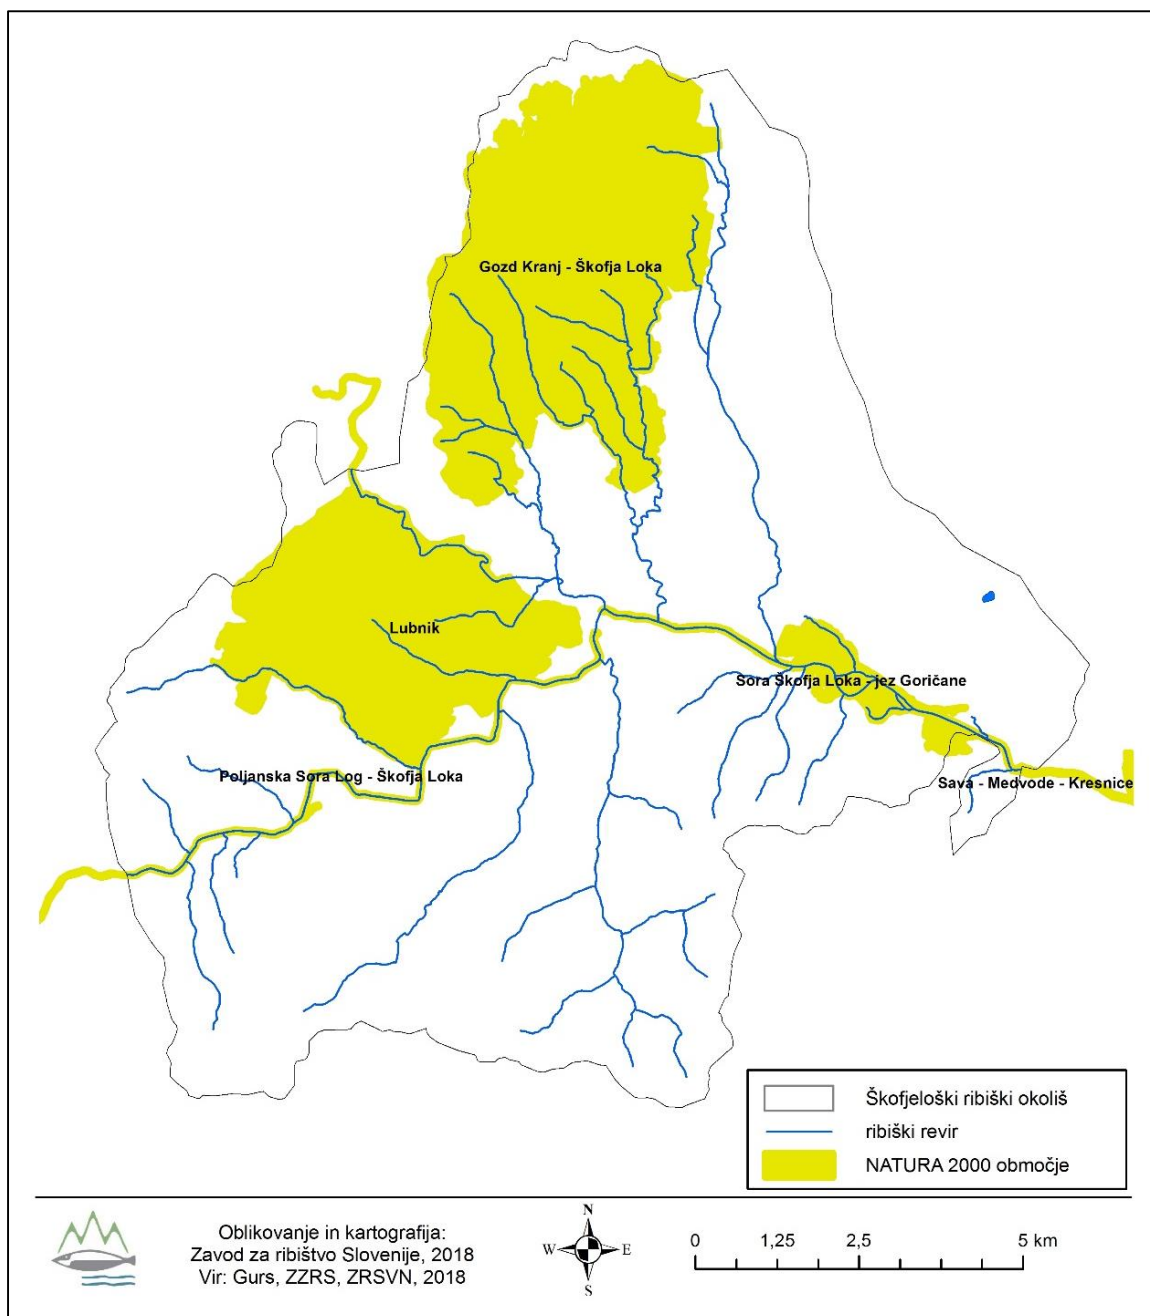 Gozd Kranj - Škofja Loka
Lubnik
Sora Škofja Loka - jez Goričane
Poljanska Sora Log - Škofja Loka
Sava - Medvode - Kresnice
Škofjeloški ribiški okoliš
ribiški revir
NATURA 2000 območje
Oblikovanje in kartografija:
Zavod za ribištvo Slovenije, 2018
Vir: Gurs, ZZRS, ZRSVN, 2018
N
W E
S
0 1,25 2,5 5 km